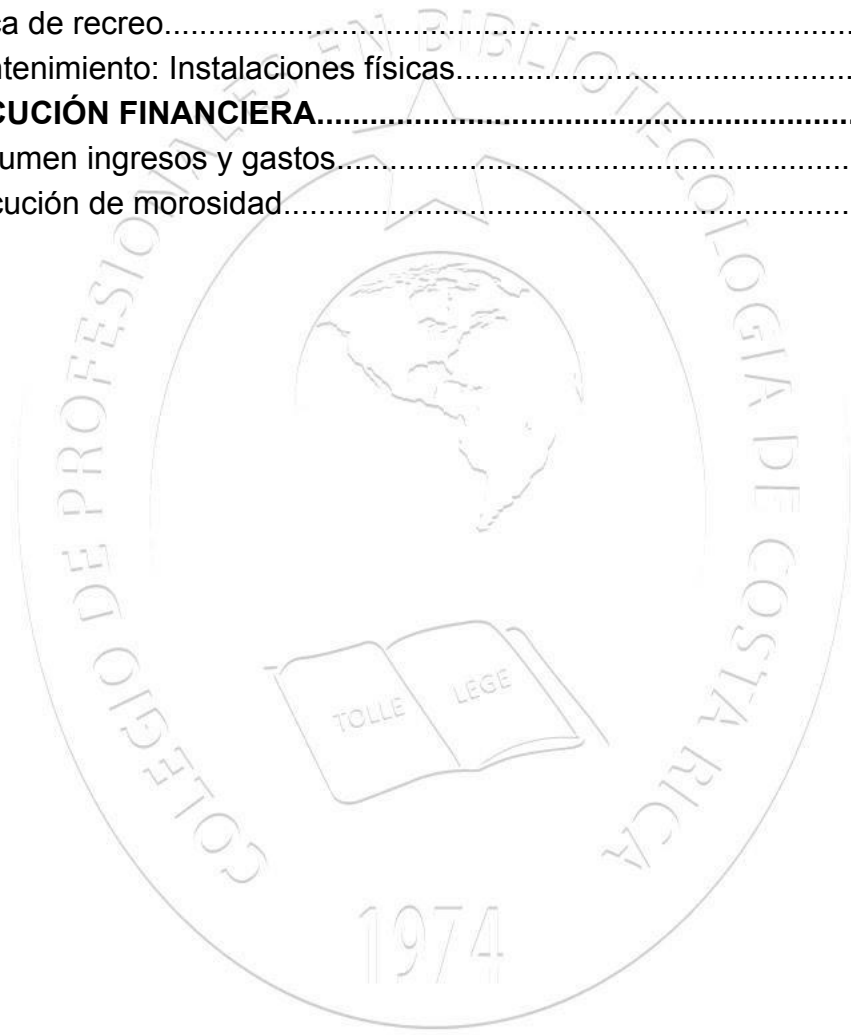 ca de recreo
ntenimiento: Instalaciones físicas
CUCIÓN FINANCIERA
umen ingresos y gastos
cución de morosidad
COLEGIO DE PROFESIONALES EN BIBLIOTECOLOGIA DE COSTA RICA
TOLLE LEGE
1974